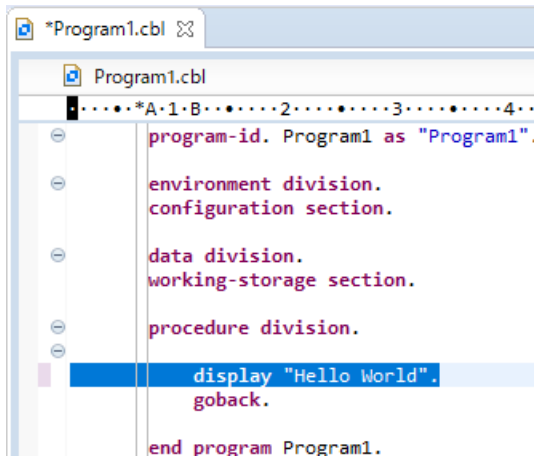 *Program1.cbl
Program1.cbl
····•·*A·1·B··•····2····•····3····•····4··
program-id. Program1 as "Program1".
environment division.
configuration section.
data division.
working-storage section.
procedure division.
display "Hello World".
goback.
end program Program1.